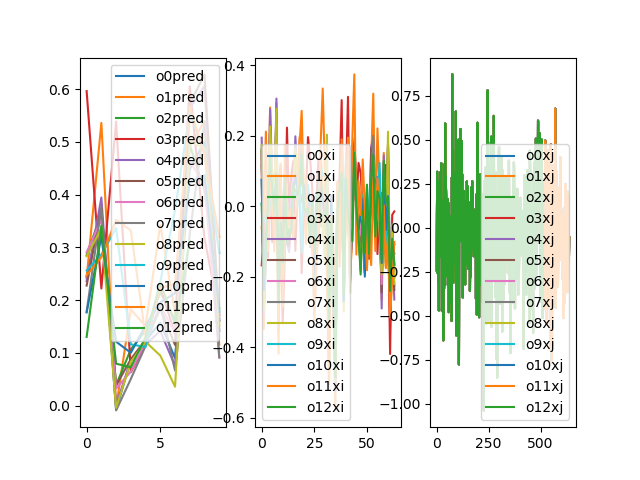 0.6
0.5
0.4
0.3
0.2
0.1
0.0
0
5
o0pred
o1pred
o2pred
o3pred
o4pred
o5pred
o6pred
o7pred
o8pred
o9pred
o10pred
o11pred
o12pred
0.4
0.2
0.0
−0.2
−0.4
−0.6
0
25
50
o0xi
o1xi
o2xi
o3xi
o4xi
o5xi
o6xi
o7xi
o8xi
o9xi
o10xi
o11xi
o12xi
0.75
0.50
0.25
0.00
−0.25
−0.50
−0.75
−1.00
0
250
500
o0xj
o1xj
o2xj
o3xj
o4xj
o5xj
o6xj
o7xj
o8xj
o9xj
o10xj
o11xj
o12xj